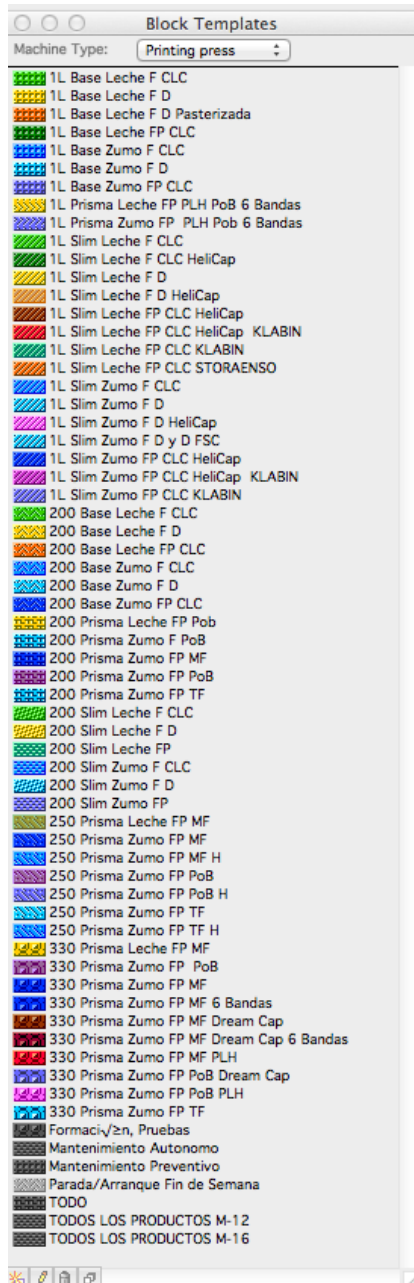 Block Templates
Machine Type: Printing press
1L Base Leche F CLC
1L Base Leche F D
1L Base Leche F D Pasterizada
1L Base Leche FP CLC
1L Base Zumo F CLC
1L Base Zumo F D
1L Base Zumo FP CLC
1L Prisma Leche FP PLH PoB 6 Bandas
1L Prisma Zumo FP  PLH Pob 6 Bandas
1L Slim Leche F CLC
1L Slim Leche F CLC HeliCap
1L Slim Leche F D
1L Slim Leche F D HeliCap
1L Slim Leche FP CLC HeliCap
1L Slim Leche FP CLC HeliCap  KLABIN
1L Slim Leche FP CLC KLABIN
1L Slim Leche FP CLC STORAENSO
1L Slim Zumo F CLC
1L Slim Zumo F D
1L Slim Zumo F D HeliCap
1L Slim Zumo F D y D FSC
1L Slim Zumo FP CLC HeliCap
1L Slim Zumo FP CLC HeliCap  KLABIN
1L Slim Zumo FP CLC KLABIN
200 Base Leche F CLC
200 Base Leche F D
200 Base Leche FP CLC
200 Base Zumo F CLC
200 Base Zumo F D
200 Base Zumo FP CLC
200 Prisma Leche FP Pob
200 Prisma Zumo F PoB
200 Prisma Zumo FP MF
200 Prisma Zumo FP PoB
200 Prisma Zumo FP TF
200 Slim Leche F CLC
200 Slim Leche F D
200 Slim Leche FP
200 Slim Zumo F CLC
200 Slim Zumo F D
200 Slim Zumo FP
250 Prisma Leche FP MF
250 Prisma Zumo FP MF
250 Prisma Zumo FP MF H
250 Prisma Zumo FP PoB
250 Prisma Zumo FP PoB H
250 Prisma Zumo FP TF
250 Prisma Zumo FP TF H
330 Prisma Leche FP MF
330 Prisma Zumo FP  PoB
330 Prisma Zumo FP MF
330 Prisma Zumo FP MF 6 Bandas
330 Prisma Zumo FP MF Dream Cap
330 Prisma Zumo FP MF Dream Cap 6 Bandas
330 Prisma Zumo FP MF PLH
330 Prisma Zumo FP PoB Dream Cap
330 Prisma Zumo FP PoB PLH
330 Prisma Zumo FP TF
Formaci√≥n, Pruebas
Mantenimiento Autonomo
Mantenimiento Preventivo
Parada/Arranque Fin de Semana
TODO
TODOS LOS PRODUCTOS M-12
TODOS LOS PRODUCTOS M-16